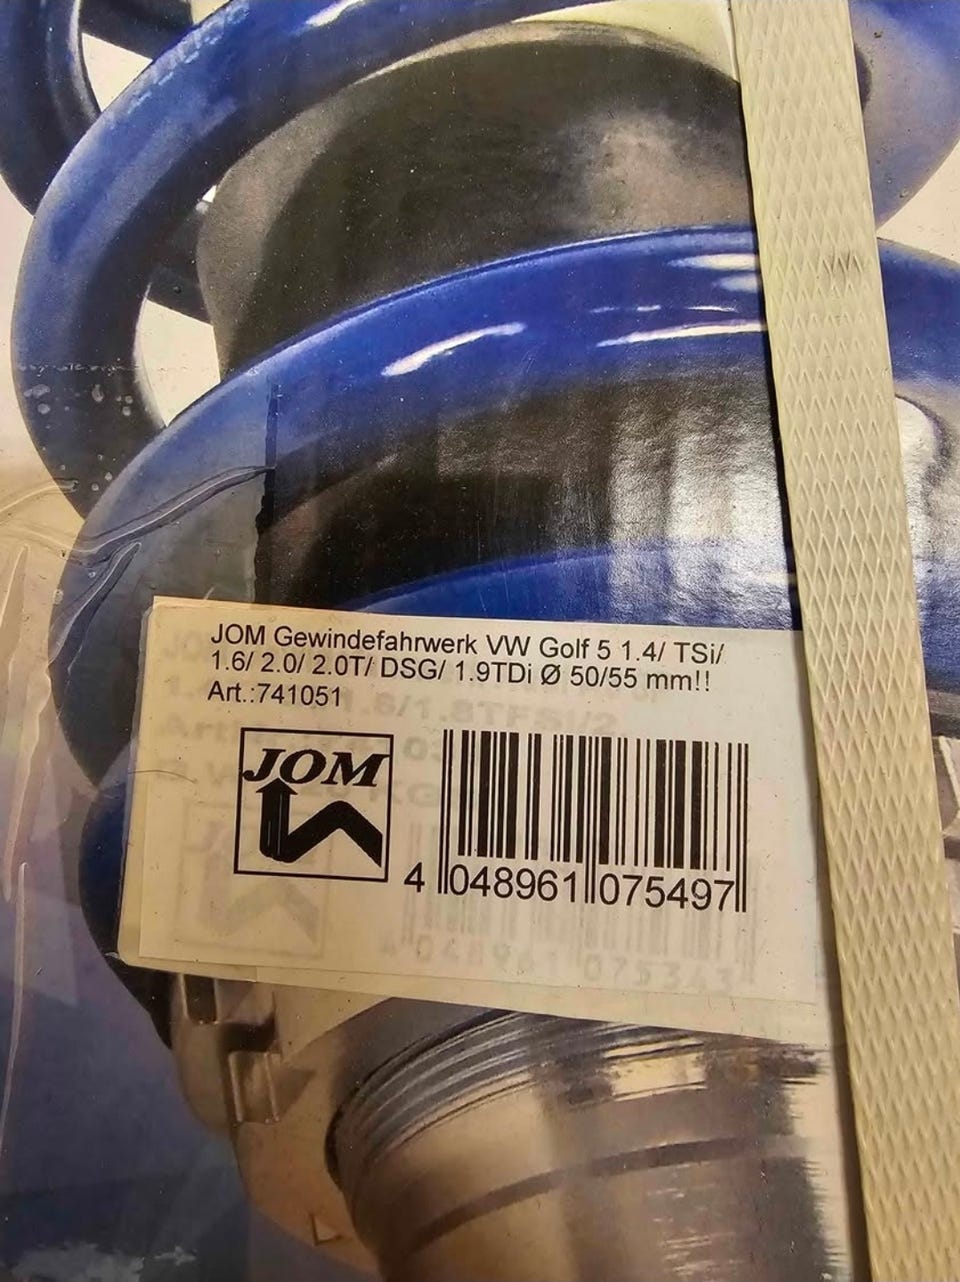 JOM Gewindefahrwerk VW Golf 5 1.4/ TSi/
1.6/ 2.0/ 2.0T/ DSG/ 1.9TDi Ø 50/55 mm!!
Art.:741051
JOM
4 048961 075497